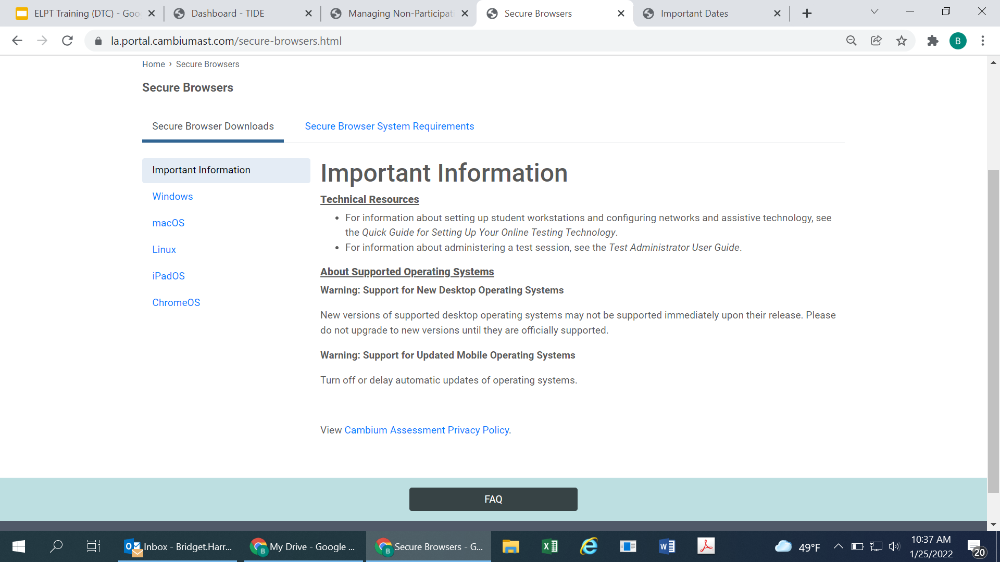 ELPT Training (DTC) - Goo
Dashboard - TIDE
Managing Non-Participati
Secure Browsers
Important Dates
la.portal.cambiumast.com/secure-browsers.html
B
Home › Secure Browsers
Secure Browsers
Secure Browser Downloads
Secure Browser System Requirements
Important Information
Windows
macOS
Linux
iPadOS
ChromeOS
Important Information
Technical Resources
• For information about setting up student workstations and configuring networks and assistive technology, see
the Quick Guide for Setting Up Your Online Testing Technology.
• For information about administering a test session, see the Test Administrator User Guide.
About Supported Operating Systems
Warning: Support for New Desktop Operating Systems
New versions of supported desktop operating systems may not be supported immediately upon their release. Please
do not upgrade to new versions until they are officially supported.
Warning: Support for Updated Mobile Operating Systems
Turn off or delay automatic updates of operating systems.
View Cambium Assessment Privacy Policy.
FAQ
Inbox - Bridget.Harr...
My Drive - Google ...
Secure Browsers - G...
49°F
10:37 AM
1/25/2022
20